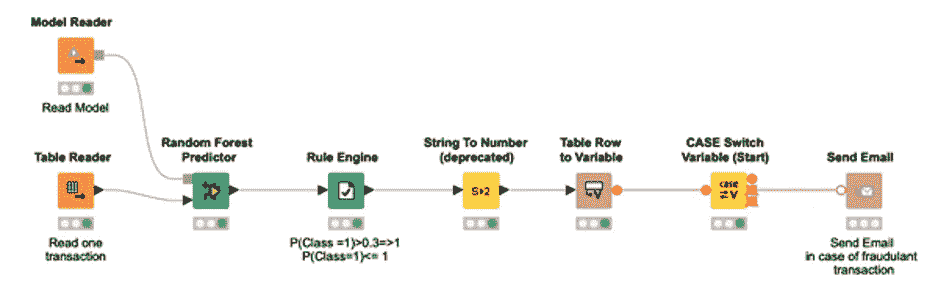 Model Reader
Read Model
Table Reader
Read one
transaction
Random Forest
Predictor
Rule Engine
P(Class =1)>0.3=>1
P(Class=1)<= 1
String To Number
(deprecated)
S▸2
Table Row
to Variable
CASE Switch
Variable (Start)
case
V
Send Email
Send Email
in case of fraudulant
transaction